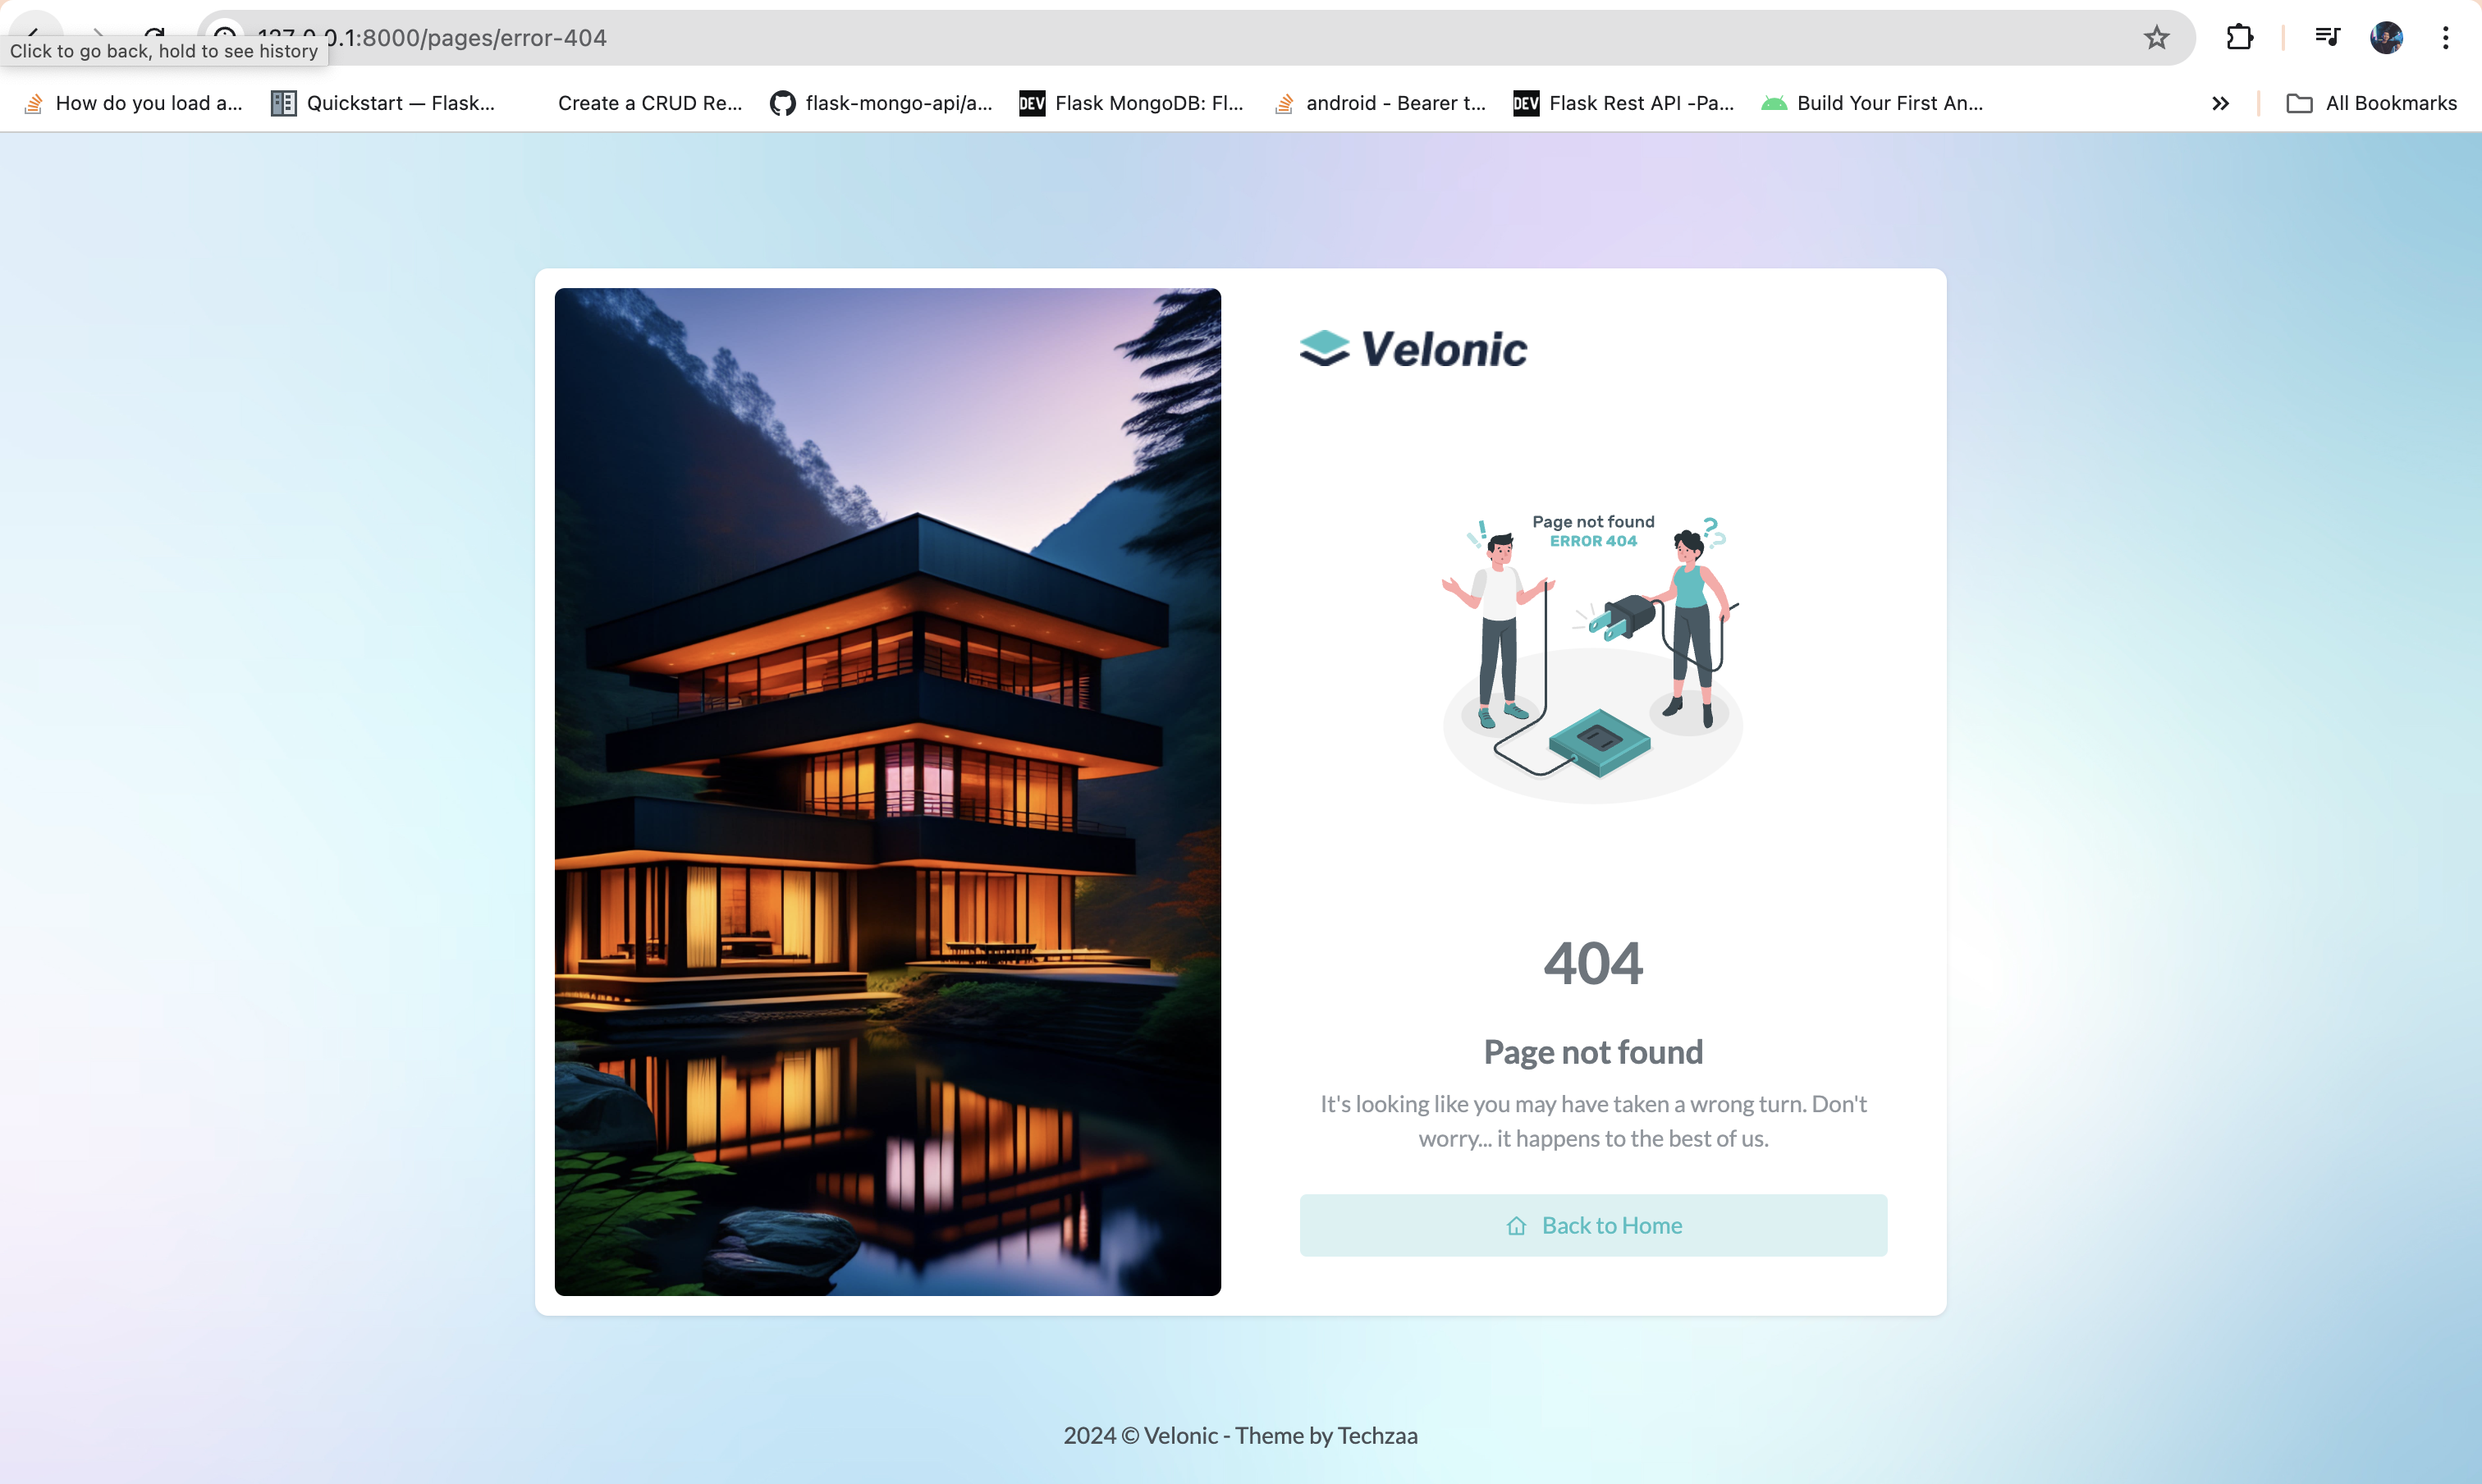 127.0.0.1:8000/pages/error-404
Click to go back, hold to see history
How do you load a...
Quickstart — Flask...
Create a CRUD Re...
flask-mongo-api/a...
DEV Flask MongoDB: Fl...
android - Bearer t...
DEV Flask Rest API -Pa...
Build Your First An...
All Bookmarks
Velonic
Page not found
ERROR 404
404
Page not found
It's looking like you may have taken a wrong turn. Don't
worry... it happens to the best of us.
Back to Home
2024 © Velonic - Theme by Techzaa